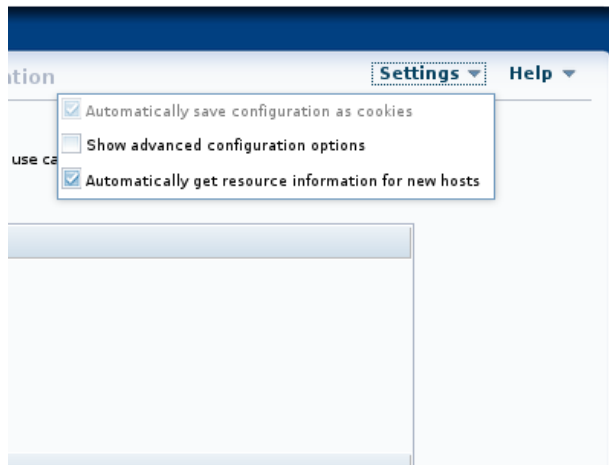 ation
Settings Help
Automatically save configuration as cookies
Show advanced configuration options
use ca
Automatically get resource information for new hosts